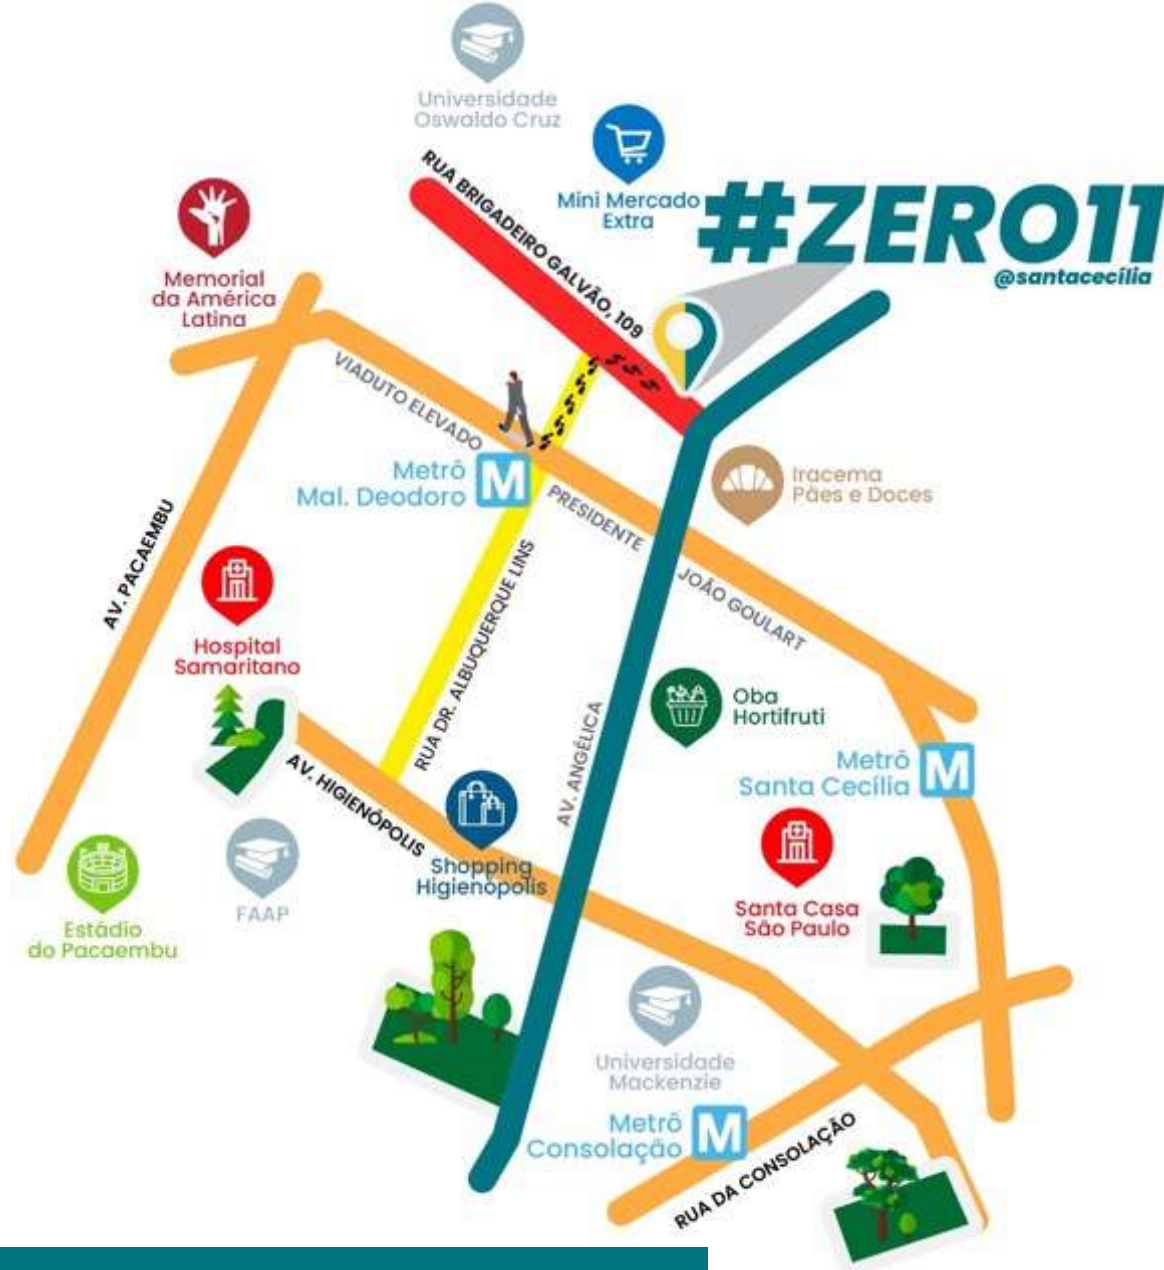 Universidade
Oswaldo Cruz
RUA BRIGADEIRO GALVÃO, 109
Mini Mercado
Extra
#ZERO11
@santacecília
Memorial
da América
Latina
VIADUTO ELEVADO
PRESIDENTE
JOÃO GOULART
Metrô
Mal. Deodoro
M
Iracema
Pães e Doces
AV. PACAEMBU
RUA DR. ALBUQUERQUE LINS
Hospital
Samaritano
AV. ANGÉLICA
Oba
Hortifruti
Metrô
Santa Cecília
M
AV. HIGIENÓPOLIS
Shopping
Higienópolis
FAAP
Estádio
do Pacaembu
Santa Casa
São Paulo
Universidade
Mackenzie
Metrô
Consolação
M
RUA DA CONSOLAÇÃO